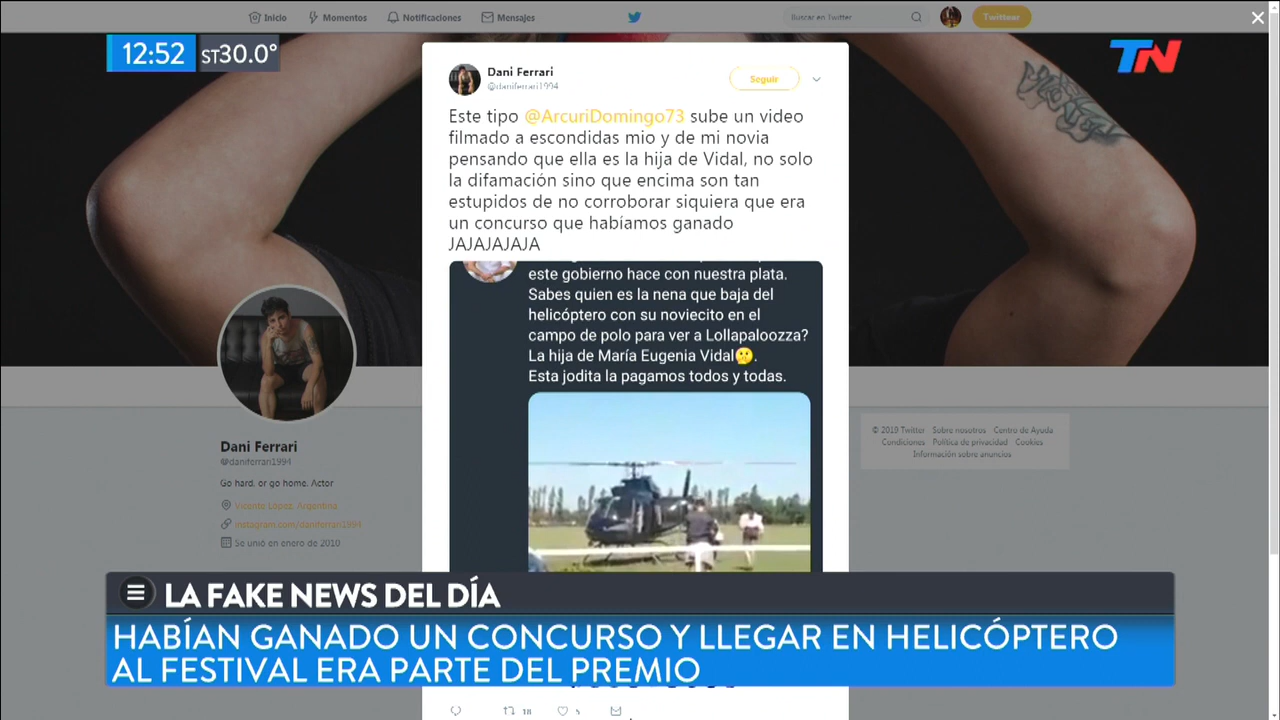 Inicio Momentos Notificaciones Mensajes Buscar en Twitter Twittear
12:52 ST30.0°
TN
Dani Ferrari
@daniferrari1994
Seguir
Este tipo @ArcuriDomingo73 sube un video
filmado a escondidas mio y de mi novia
pensando que ella es la hija de Vidal, no solo
la difamación sino que encima son tan
estupidos de no corroborar siquiera que era
un concurso que habíamos ganado
JAJAJAJAJA
este gobierno hace con nuestra plata.
Sabes quien es la nena que baja del
helicóptero con su noviecito en el
campo de polo para ver a Lollapaloozza?
La hija de María Eugenia Vidal🤫.
Esta jodita la pagamos todos y todas.
Dani Ferrari
@daniferrari1994
Go hard, or go home. Actor
Vicente López, Argentina
instagram.com/daniferrari1994
Se unió en enero de 2010
© 2019 Twitter Sobre nosotros Centro de Ayuda
Condiciones Política de privacidad Cookies
Información sobre anuncios
LA FAKE NEWS DEL DÍA
HABÍAN GANADO UN CONCURSO Y LLEGAR EN HELICÓPTERO
AL FESTIVAL ERA PARTE DEL PREMIO
18 5